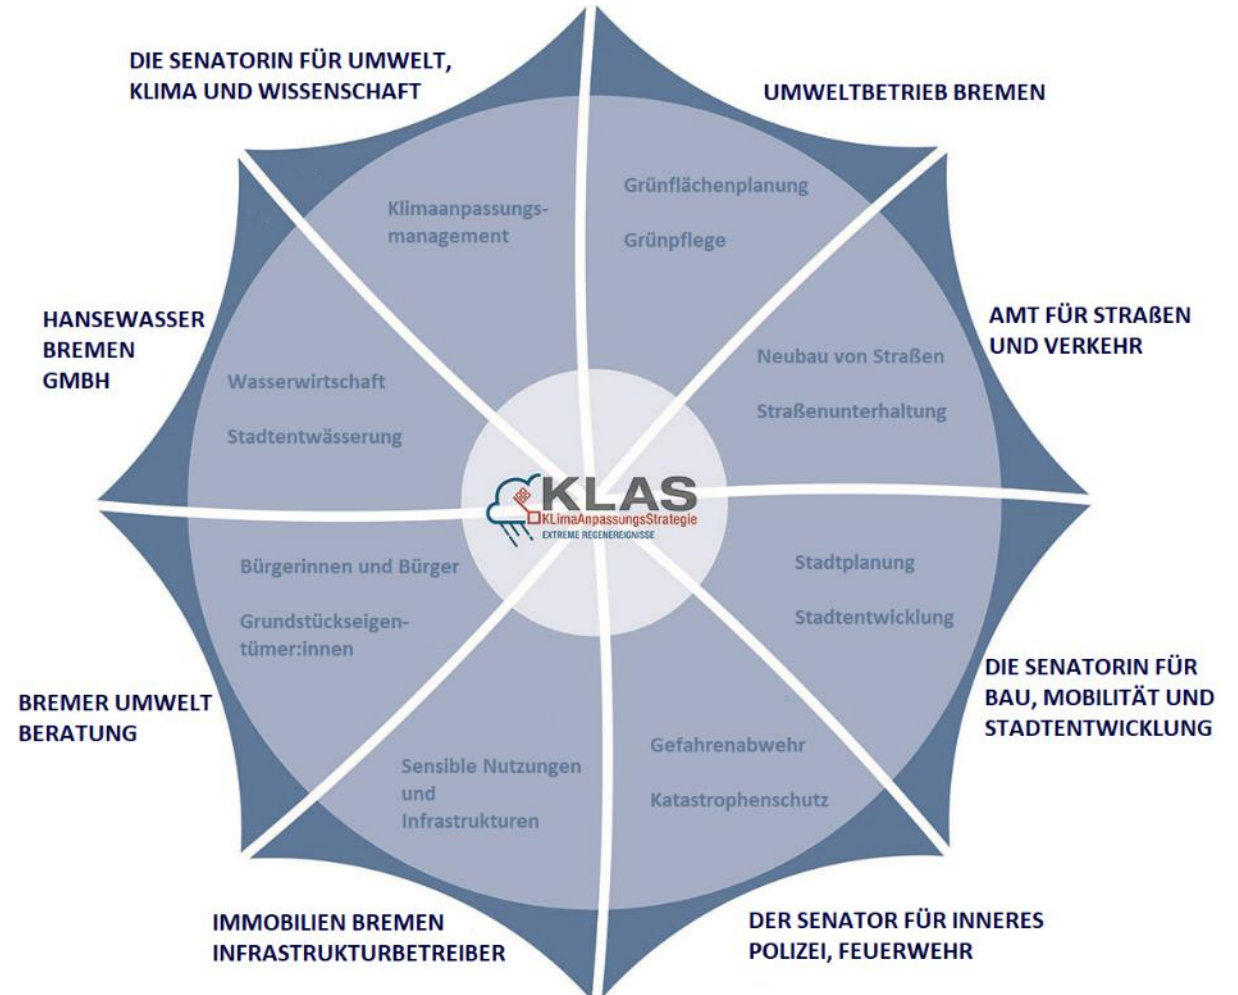 DIE SENATORIN FÜR UMWELT,
KLIMA UND WISSENSCHAFT
UMWELTBETRIEB BREMEN
Klimaanpassungs-
management
Grünflächenplanung
Grünpflege
HANSEWASSER
BREMEN
GMBH
AMT FÜR STRAßEN
UND VERKEHR
Wasserwirtschaft
Stadtentwässerung
Neubau von Straßen
Straßenunterhaltung
KLAS
KLimaAnpassungsStrategie
EXTREME REGENEREIGNISSE
Bürgerinnen und Bürger
Grundstückseigen-
tümer:innen
Stadtplanung
Stadtentwicklung
BREMER UMWELT
BERATUNG
DIE SENATORIN FÜR
BAU, MOBILITÄT UND
STADTENTWICKLUNG
Sensible Nutzungen
und
Infrastrukturen
Gefahrenabwehr
Katastrophenschutz
IMMOBILIEN BREMEN
INFRASTRUKTURBETREIBER
DER SENATOR FÜR INNERES
POLIZEI, FEUERWEHR